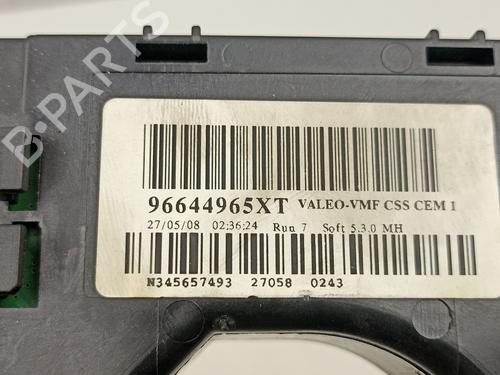 B-PARTS
96644965XT VALEO-VMF CSS CEM 1
27/05/08 02:36:24 Run 7 Soft 5.3.0 MH
N345657493 27058 0243